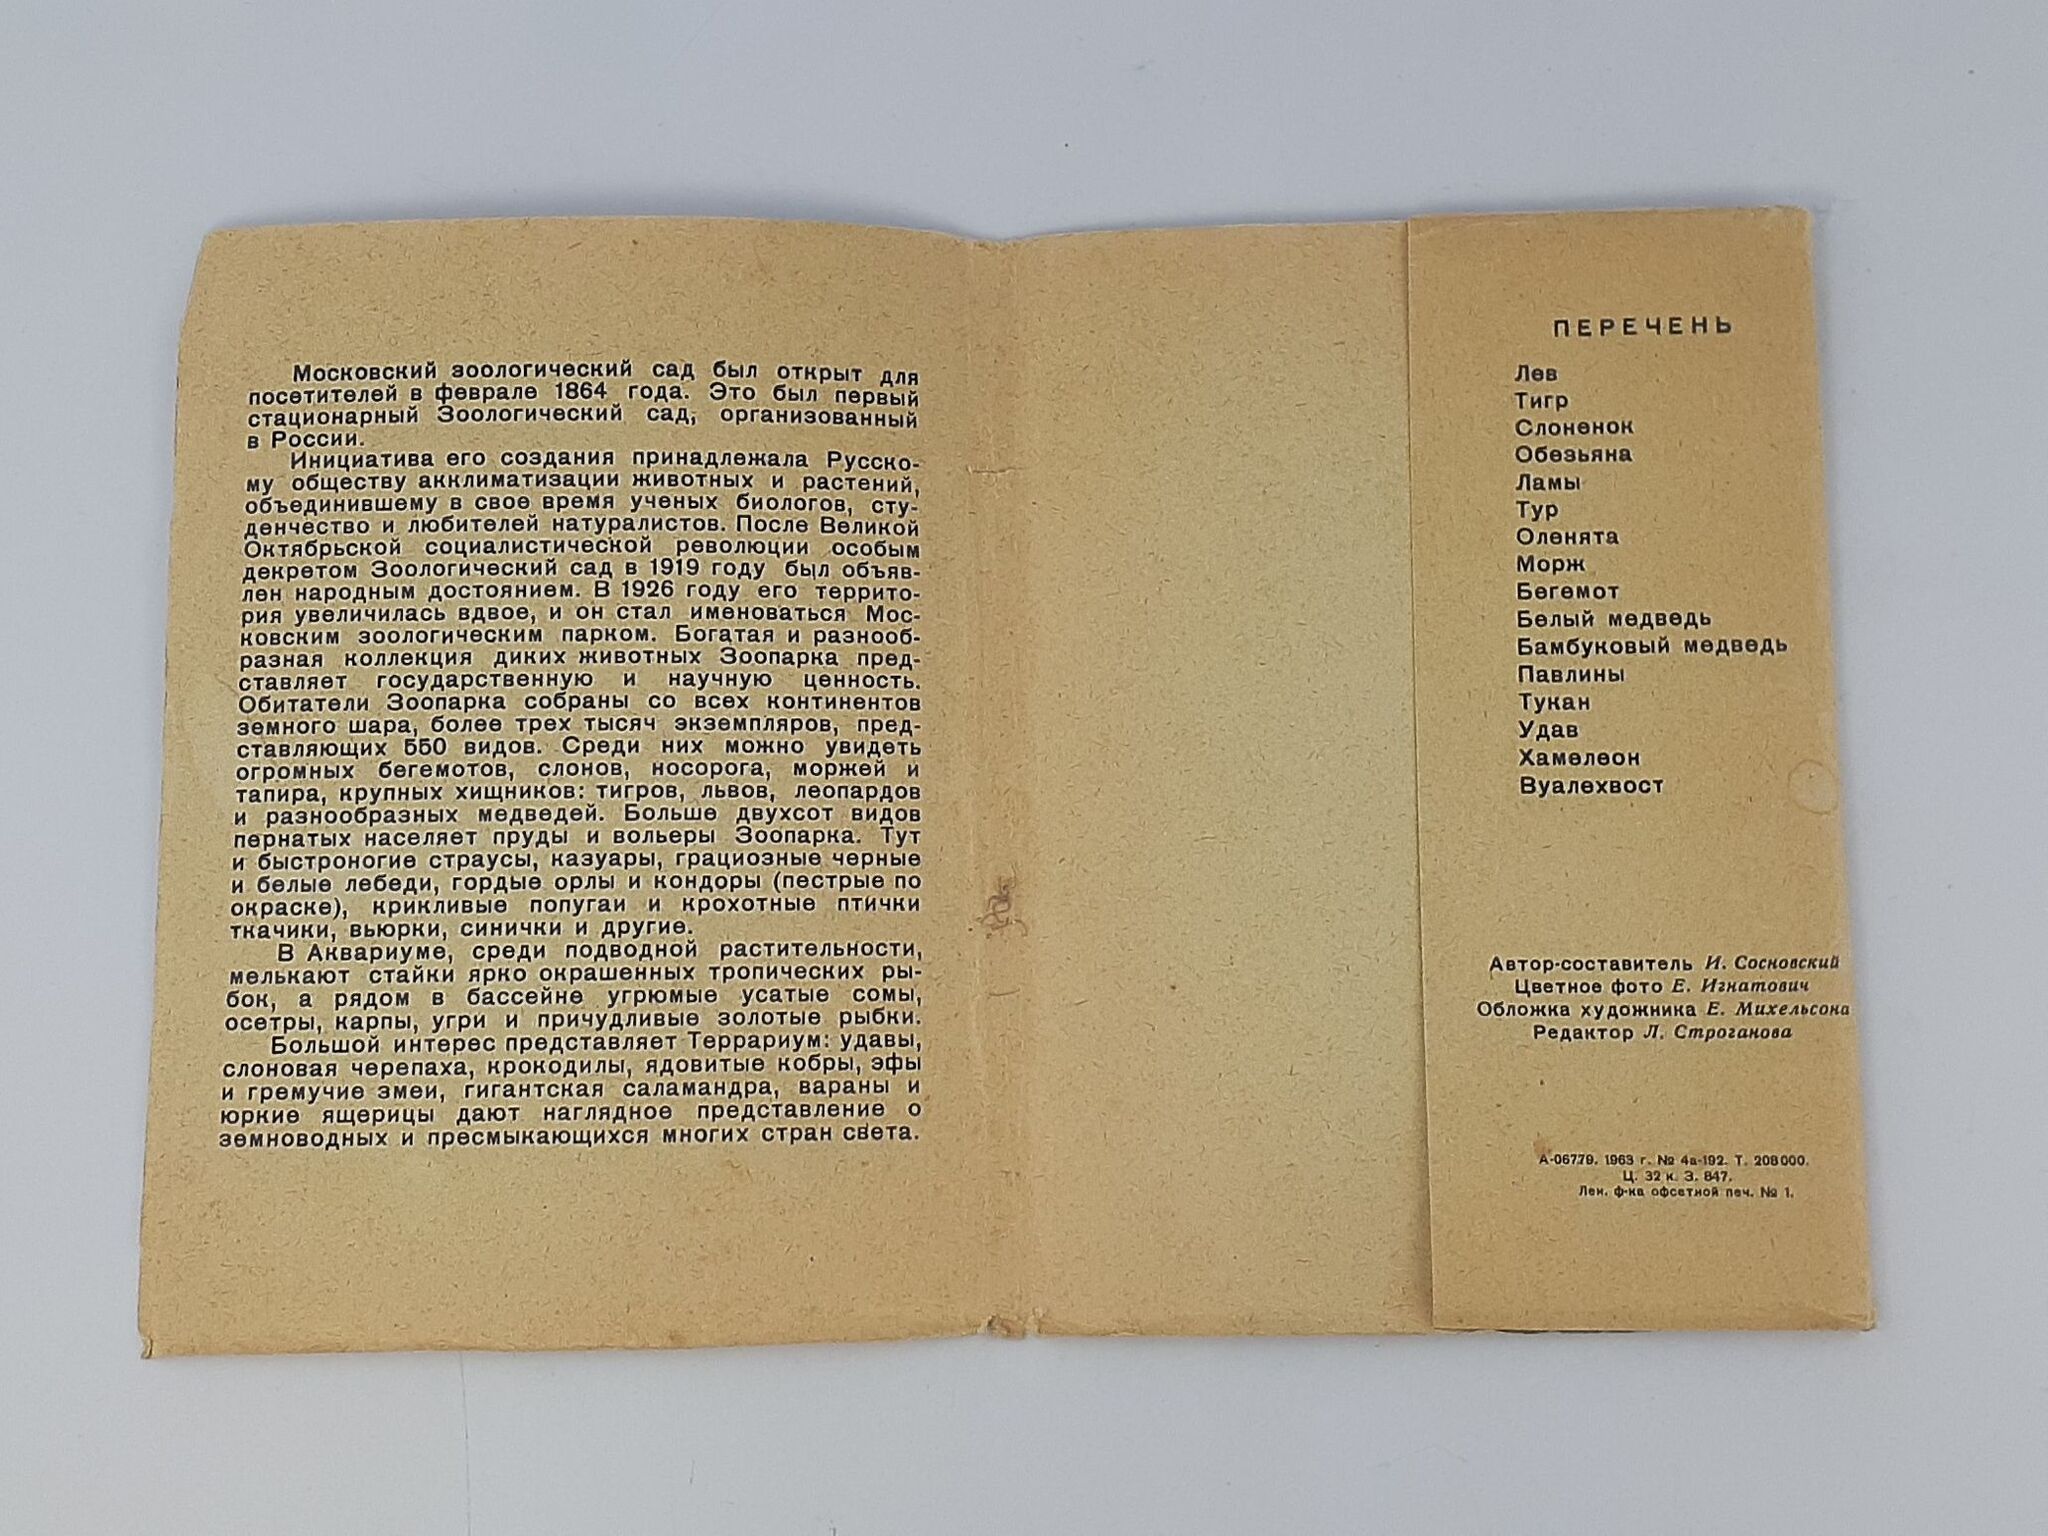 Московский зоологический сад был открыт для
посетителей в феврале 1864 года. Это был первый
стационарный Зоологический сад, организованный
в России.
Инициатива его создания принадлежала Русско-
му обществу акклиматизации животных и растений,
объединившему в свое время ученых биологов, сту-
денчество и любителей натуралистов. После Великой
Октябрьской социалистической революции особым
декретом Зоологический сад в 1919 году был объяв-
лен народным достоянием. В 1926 году его террито-
рия увеличилась вдвое, и он стал именоваться Мос-
ковским зоологическим парком. Богатая и разнооб-
разная коллекция диких животных Зоопарка пред-
ставляет государственную и научную ценность.
Обитатели Зоопарка собраны со всех континентов
земного шара, более трех тысяч экземпляров, пред-
ставляющих 550 видов. Среди них можно увидеть
огромных бегемотов, слонов, носорога, моржей и
тапира, крупных хищников: тигров, львов, леопардов
и разнообразных медведей. Больше двухсот видов
пернатых населяет пруды и вольеры Зоопарка. Тут
и быстроногие страусы, казуары, грациозные черные
и белые лебеди, гордые орлы и кондоры (пестрые по
окраске), крикливые попугаи и крохотные птички
ткачики, вьюрки, синички и другие.
В Аквариуме, среди подводной растительности,
мелькают стайки ярко окрашенных тропических ры-
бок, а рядом в бассейне угрюмые усатые сомы,
осетры, карпы, угри и причудливые золотые рыбки.
Большой интерес представляет Террариум: удавы,
слоновая черепаха, крокодилы, ядовитые кобры, эфы
и гремучие змеи, гигантская саламандра, вараны и
юркие ящерицы дают наглядное представление о
земноводных и пресмыкающихся многих стран света.
ПЕРЕЧЕНЬ
Лев
Тигр
Слоненок
Обезьяна
Ламы
Тур
Оленята
Морж
Бегемот
Белый медведь
Бамбуковый медведь
Павлины
Тукан
Удав
Хамелеон
Вуалехвост
Автор-составитель И. Сосновский
Цветное фото Е. Игнатович
Обложка художника Е. Михельсона
Редактор Л. Строганова
А-06779. 1963 г. № 4а-192. Т. 208000.
Ц. 32 к. З. 847.
Лен. ф-ка офсетной печ. № 1.